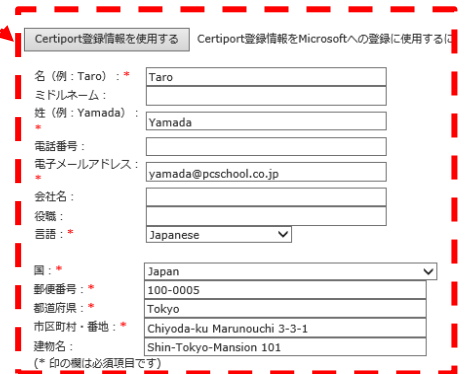 Certiport登録情報を使用する Certiport登録情報をMicrosoftへの登録に使用するに
名（例：Taro）：* Taro
ミドルネーム：
姓（例：Yamada）：
* Yamada
電話番号：
電子メールアドレス：
* yamada@pcschool.co.jp
会社名：
役職：
言語：* Japanese
国：* Japan
郵便番号：* 100-0005
都道府県：* Tokyo
市区町村・番地：* Chiyoda-ku Marunouchi 3-3-1
建物名： Shin-Tokyo-Mansion 101
(* 印の欄は必須項目です)